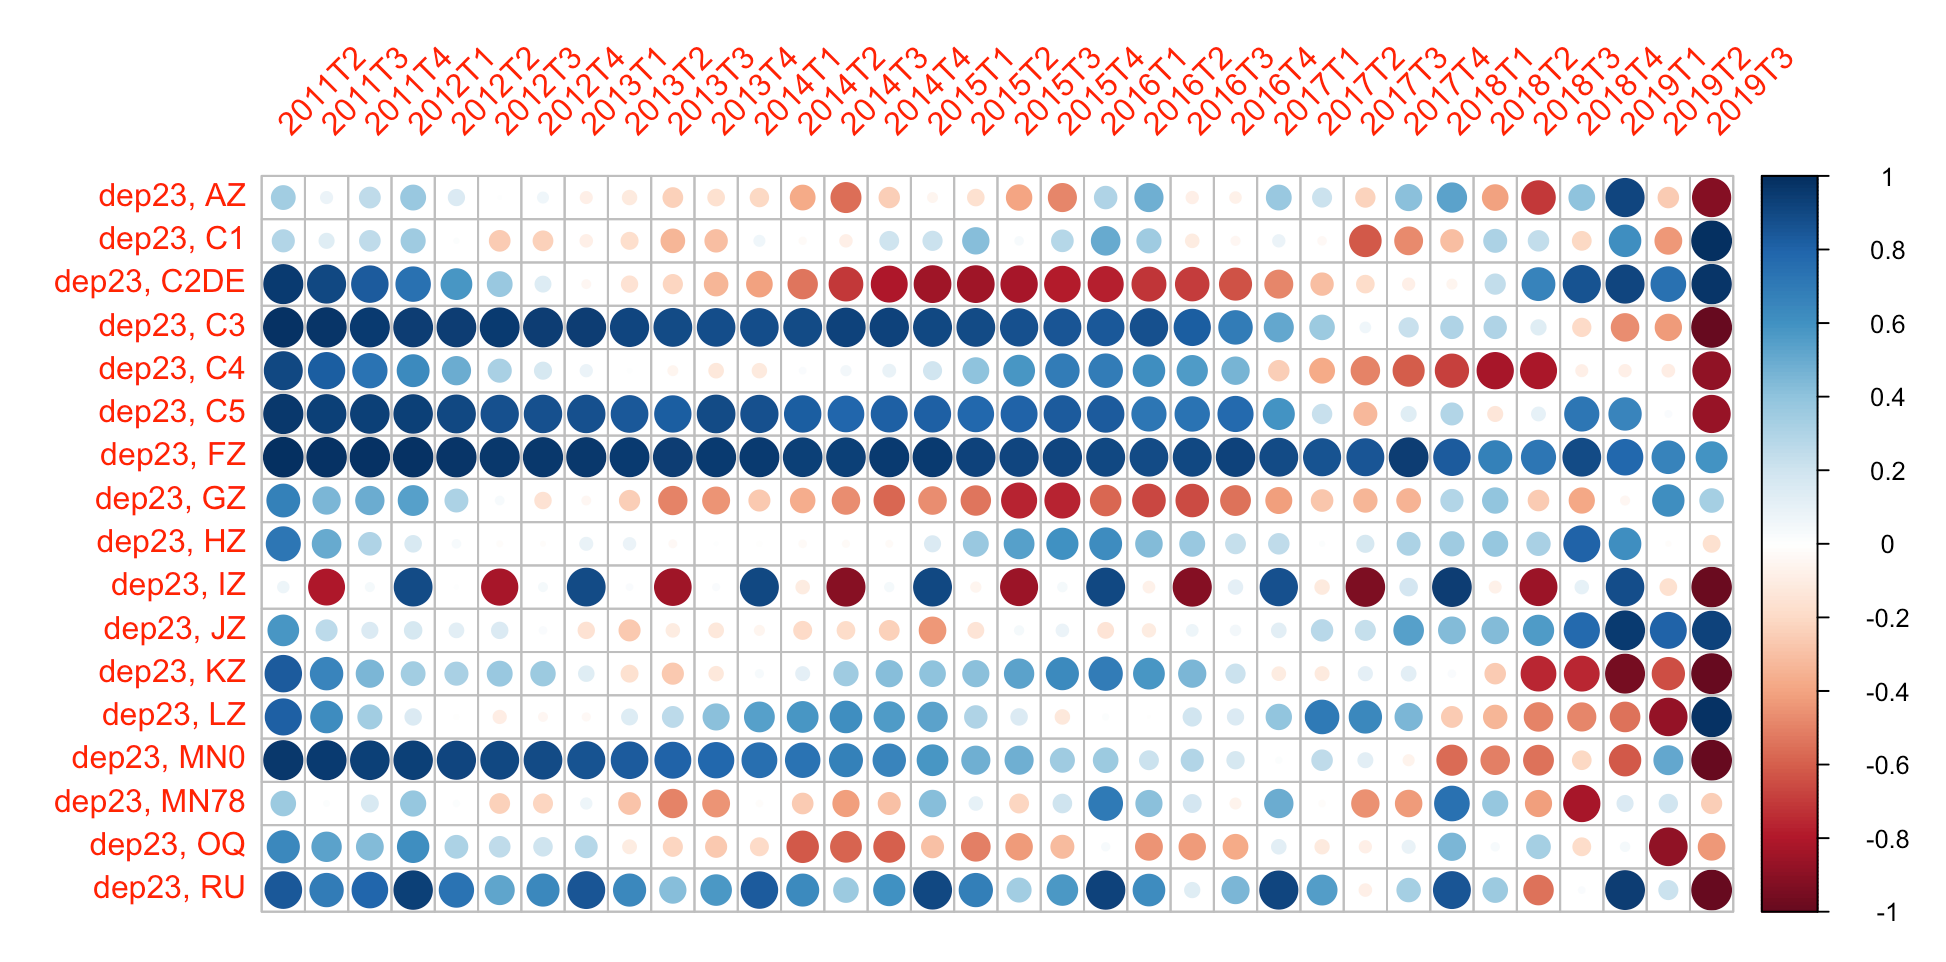 2011T2
2011T3
2011T4
2012T1
2012T2
2012T3
2012T4
2013T1
2013T2
2013T3
2013T4
2014T1
2014T2
2014T3
2014T4
2015T1
2015T2
2015T3
2015T4
2016T1
2016T2
2016T3
2016T4
2017T1
2017T2
2017T3
2017T4
2018T1
2018T2
2018T3
2018T4
2019T1
2019T2
2019T3
dep23, AZ
dep23, C1
dep23, C2DE
dep23, C3
dep23, C4
dep23, C5
dep23, FZ
dep23, GZ
dep23, HZ
dep23, IZ
dep23, JZ
dep23, KZ
dep23, LZ
dep23, MN0
dep23, MN78
dep23, OQ
dep23, RU
1
0.8
0.6
0.4
0.2
0
-0.2
-0.4
-0.6
-0.8
-1